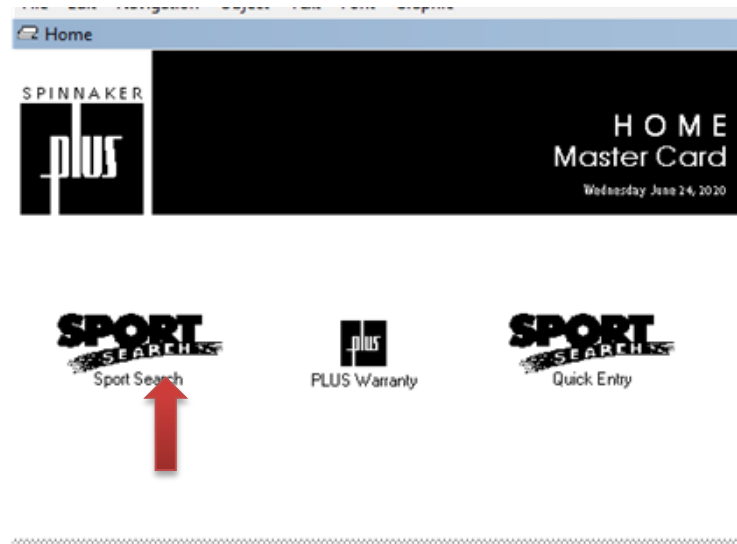 Home
SPINNAKER
plus
HOME
Master Card
Wednesday June 24, 2020
SPORT
SEARCH
Sport Search
plus
PLUS Warranty
SPORT
SEARCH
Quick Entry